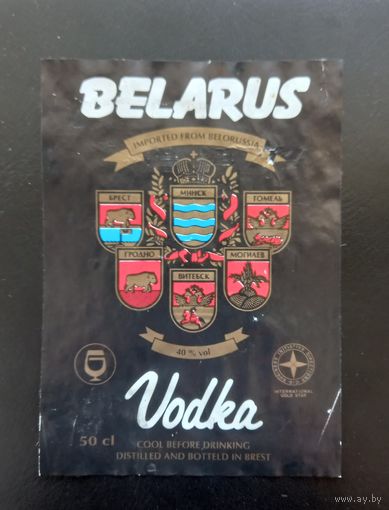 BELARUS
IMPORTED FROM BELORUSSIA
МИНСК
БРЕСТ
ГОМЕЛЬ
ГРОДНО
МОГИЛЕВ
ВИТЕБСК
40 % vol
Vodka
INTERNATIONAL
GOLD STAR
50 cl
COOL BEFORE DRINKING
DISTILLED AND BOTTELD IN BREST
www.ay.by